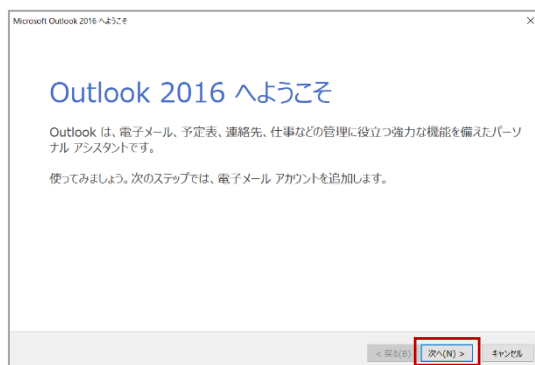 Microsoft Outlook 2016 へようこそ
Outlook 2016 へようこそ
Outlook は、電子メール、予定表、連絡先、仕事などの管理に役立つ強力な機能を備えたパーソ
ナル アシスタントです。
使ってみましょう。次のステップでは、電子メール アカウントを追加します。
< 戻る(B) 次へ(N) > キャンセル